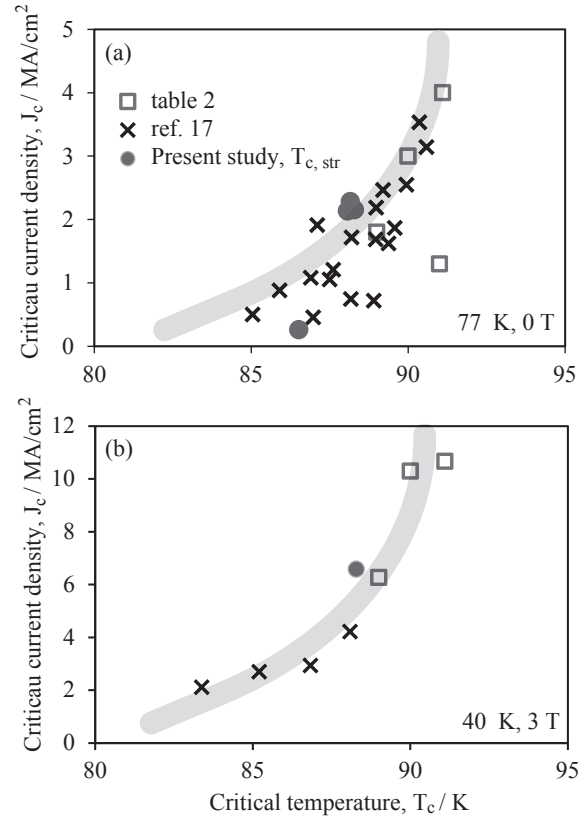 (a)
table 2
ref. 17
Present study, T_c, str
77 K, 0 T
Criticau current density, J_c / MA/cm²
5
4
3
2
1
0
80 85 90 95
(b)
40 K, 3 T
Criticau current density, J_c / MA/cm²
12
10
8
6
4
2
0
80 85 90 95
Critical temperature, T_c / K